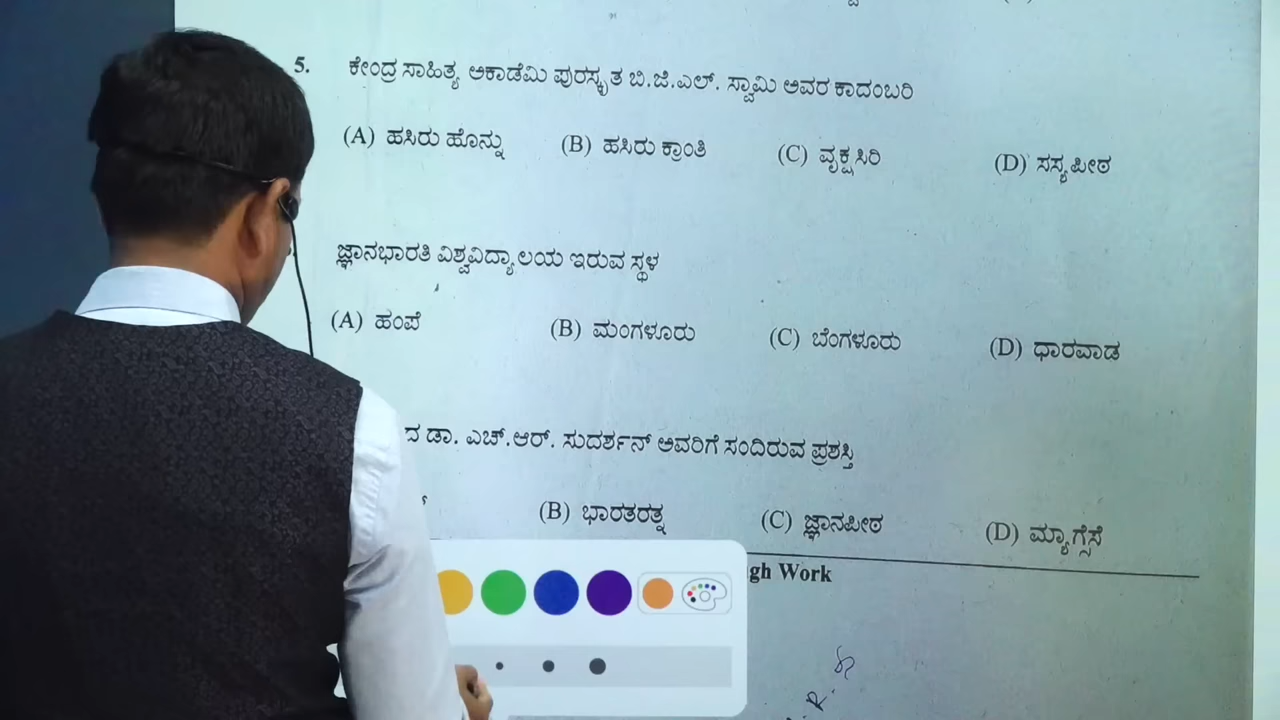 5. ಕೇಂದ್ರ ಸಾಹಿತ್ಯ ಅಕಾಡೆಮಿ ಪುರಸ್ಕೃತ ಬಿ.ಜಿ.ಎಲ್. ಸ್ವಾಮಿ ಅವರ ಕಾದಂಬರಿ
(A) ಹಸಿರು ಹೊನ್ನು (B) ಹಸಿರು ಕ್ರಾಂತಿ (C) ವೃಕ್ಷಸಿರಿ (D) ಸಸ್ಯಪೀಠ
ಜ್ಞಾನಭಾರತಿ ವಿಶ್ವವಿದ್ಯಾಲಯ ಇರುವ ಸ್ಥಳ
(A) ಹಂಪೆ (B) ಮಂಗಳೂರು (C) ಬೆಂಗಳೂರು (D) ಧಾರವಾಡ
ಡಾ. ಎಚ್.ಆರ್. ಸುದರ್ಶನ್ ಅವರಿಗೆ ಸಂದಿರುವ ಪ್ರಶಸ್ತಿ
(B) ಭಾರತರತ್ನ (C) ಜ್ಞಾನಪೀಠ (D) ಮ್ಯಾಗ್ಸೆಸೆ
Work